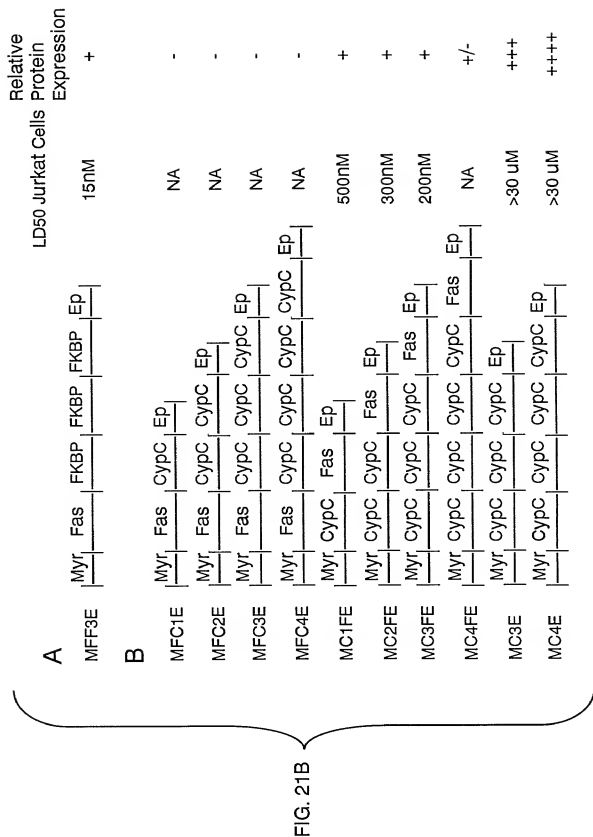 Relative
LD50 Jurkat Cells Protein
Expression
A
Myr Fas FKBP FKBP FKBP Ep
MFF3E 15nM +
B
Myr Fas CypC Ep
MFC1E NA -
Myr Fas CypC CypC Ep
MFC2E NA -
Myr Fas CypC CypC CypC Ep
MFC3E NA -
Myr Fas CypC CypC CypC CypC Ep
MFC4E NA -
Myr CypC Fas Ep
MC1FE 500nM +
Myr CypC CypC Fas Ep
MC2FE 300nM +
Myr CypC CypC CypC Fas Ep
MC3FE 200nM +
Myr CypC CypC CypC CypC Fas Ep
MC4FE NA +/-
Myr CypC CypC CypC Ep
MC3E >30 uM +++
Myr CypC CypC CypC CypC Ep
MC4E >30 uM ++++
FIG. 21B